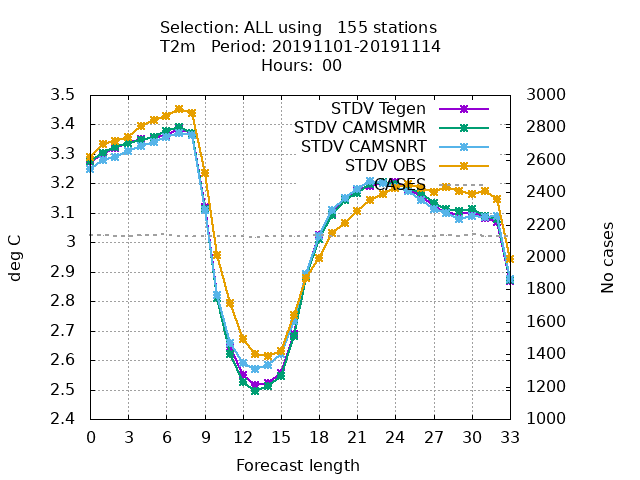 Selection: ALL using   155 stations
T2m   Period: 20191101-20191114
Hours:  00
STDV Tegen
STDV CAMSMMR
STDV CAMSNRT
STDV OBS
CASES
deg C
3.5
3.4
3.3
3.2
3.1
3
2.9
2.8
2.7
2.6
2.5
2.4
3000
2800
2600
2400
2200
2000
1800
1600
1400
1200
1000
No cases
0 3 6 9 12 15 18 21 24 27 30 33
Forecast length